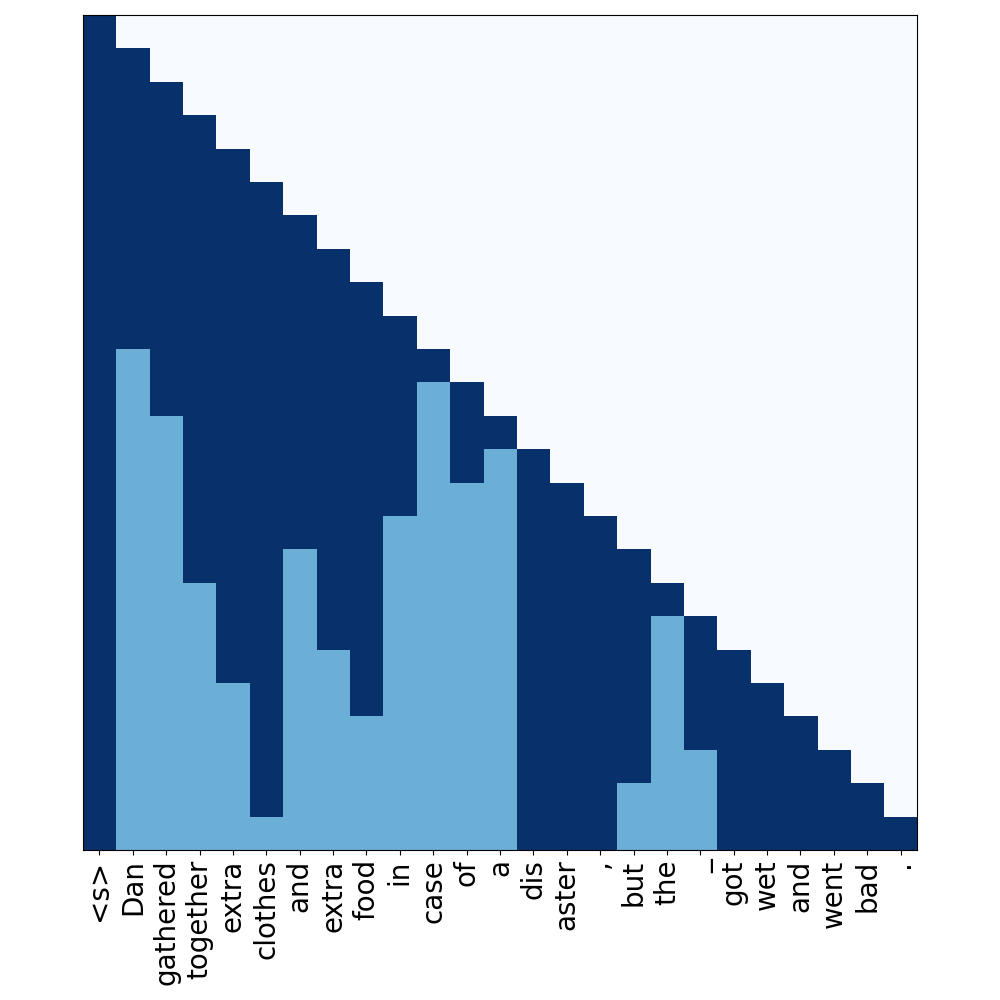 <s>
Dan
gathered
together
extra
clothes
and
extra
food
in
case
of
a
dis
aster
,
but
the
_
got
wet
and
went
bad
.